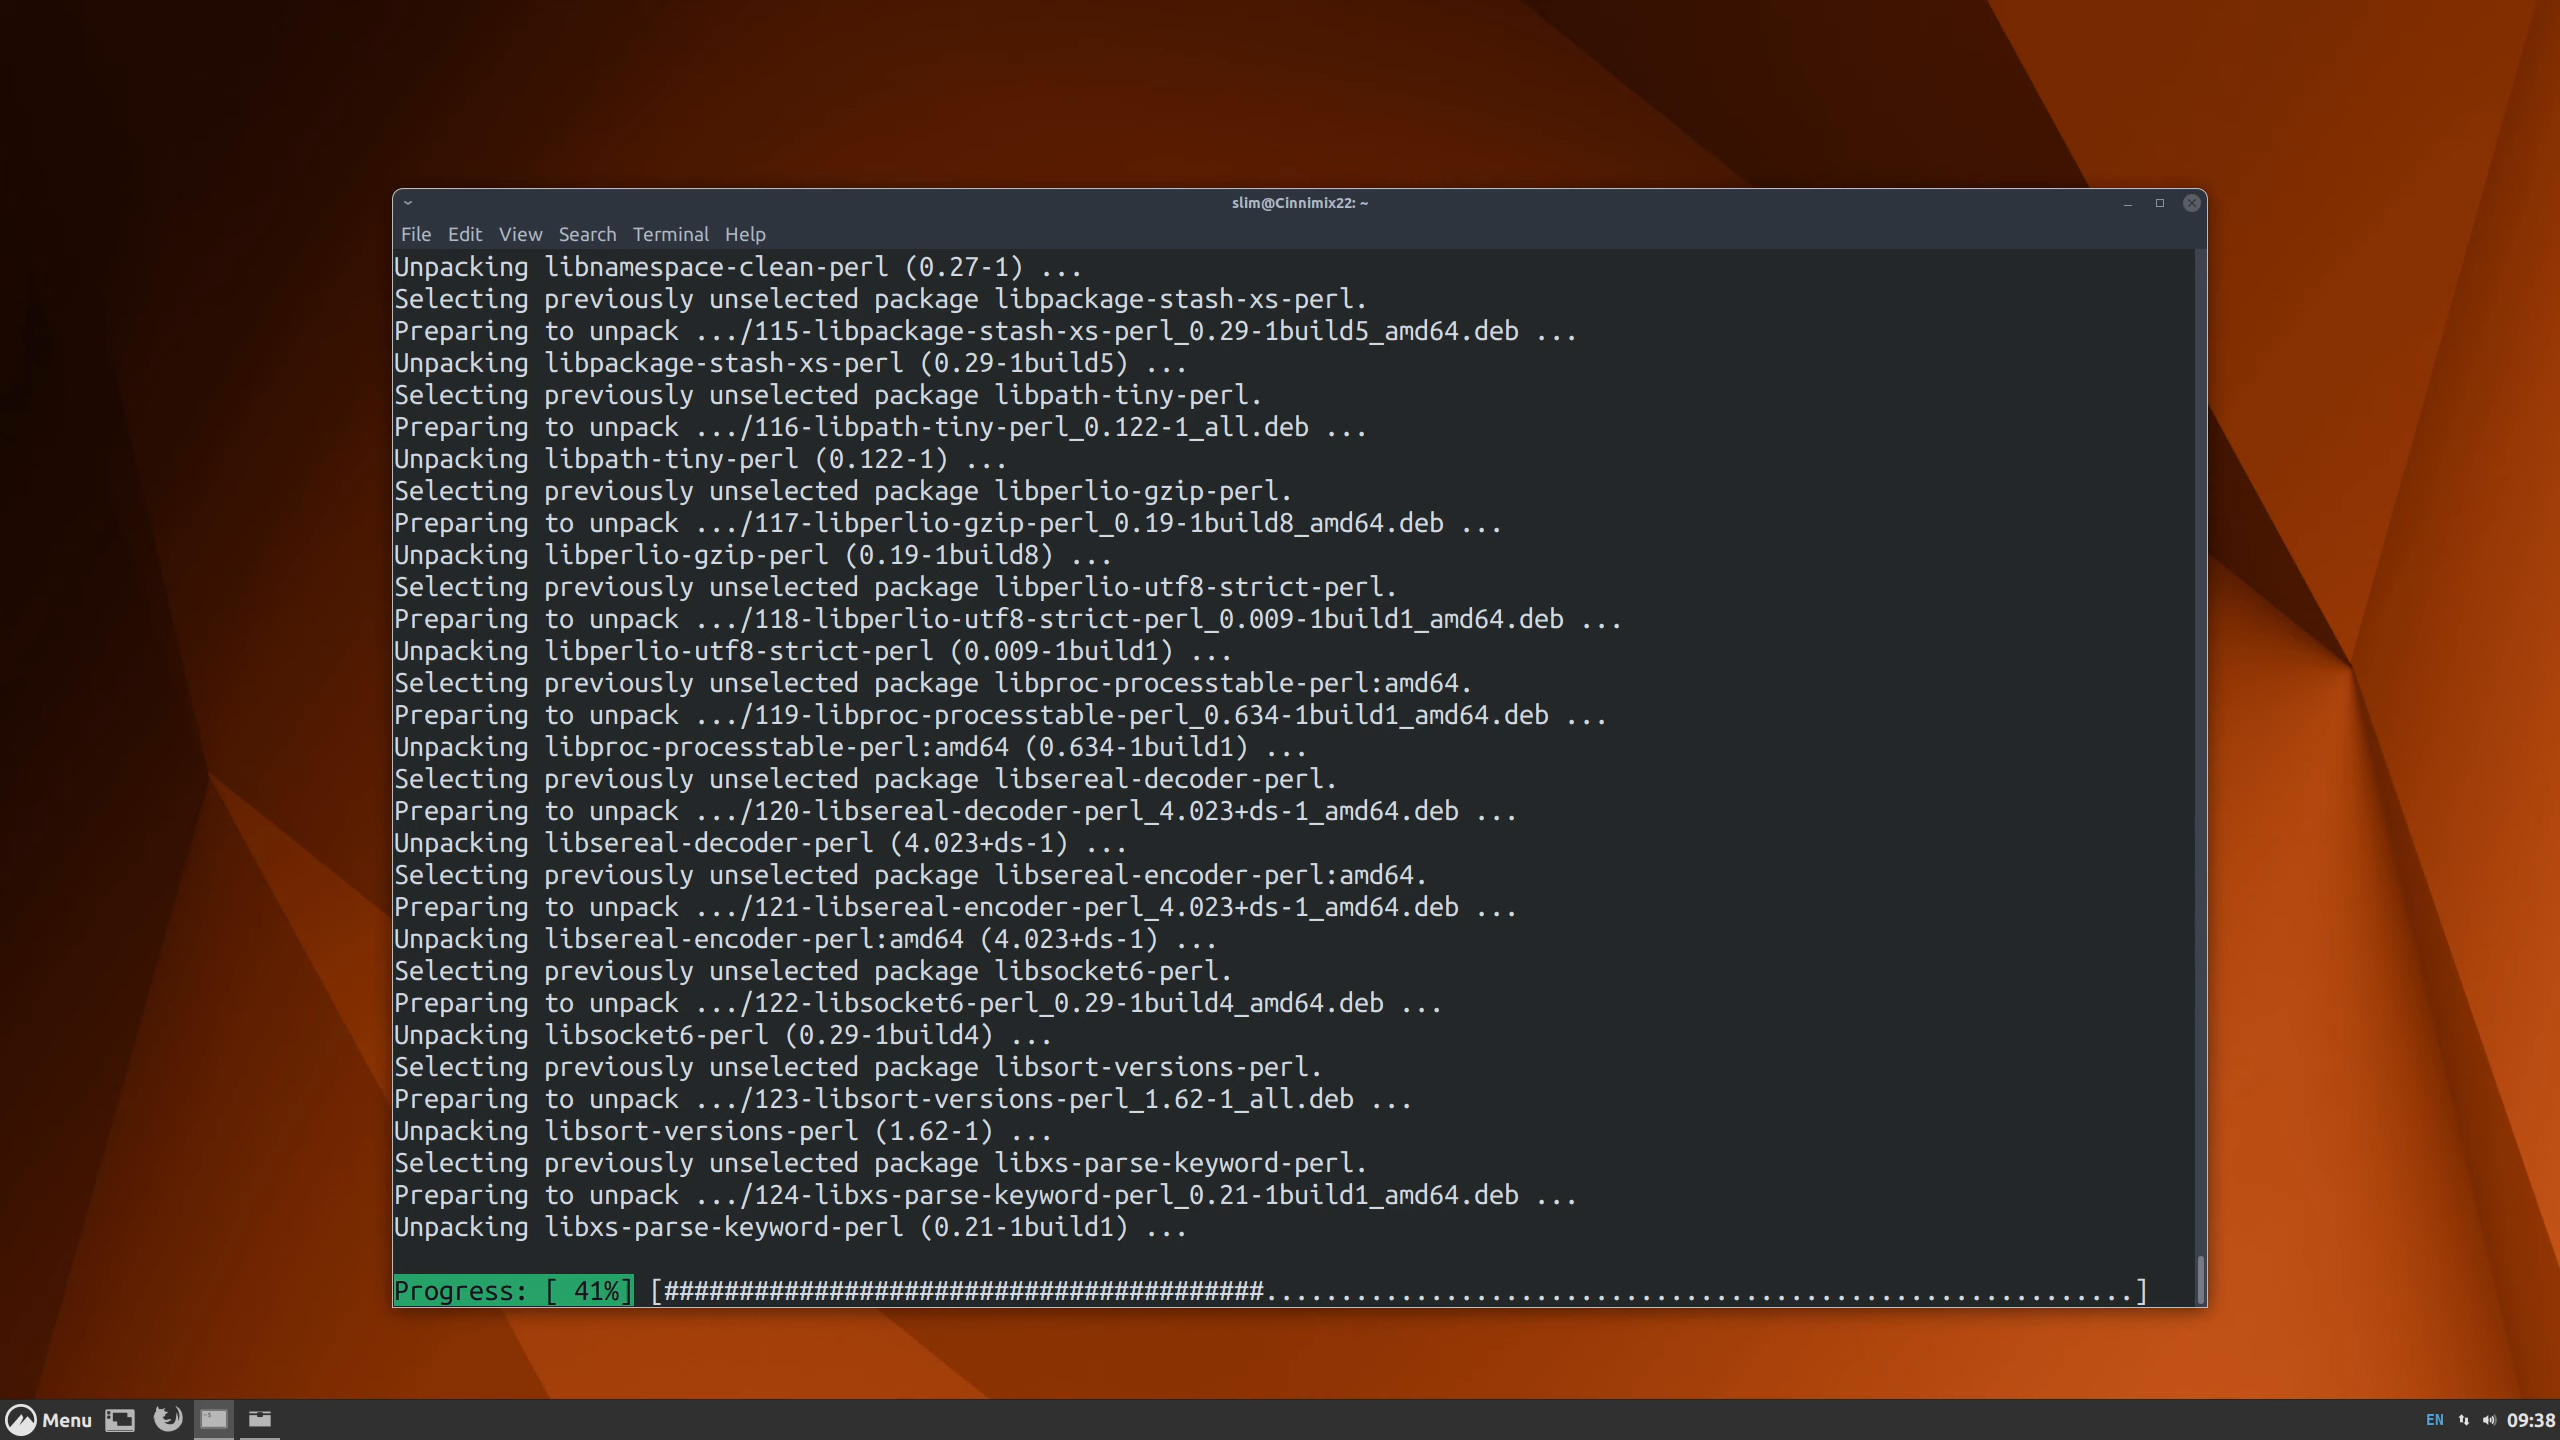 slim@Cinnimix22: ~
File Edit View Search Terminal Help
Unpacking libnamespace-clean-perl (0.27-1) ...
Selecting previously unselected package libpackage-stash-xs-perl.
Preparing to unpack .../115-libpackage-stash-xs-perl_0.29-1build5_amd64.deb ...
Unpacking libpackage-stash-xs-perl (0.29-1build5) ...
Selecting previously unselected package libpath-tiny-perl.
Preparing to unpack .../116-libpath-tiny-perl_0.122-1_all.deb ...
Unpacking libpath-tiny-perl (0.122-1) ...
Selecting previously unselected package libperlio-gzip-perl.
Preparing to unpack .../117-libperlio-gzip-perl_0.19-1build8_amd64.deb ...
Unpacking libperlio-gzip-perl (0.19-1build8) ...
Selecting previously unselected package libperlio-utf8-strict-perl.
Preparing to unpack .../118-libperlio-utf8-strict-perl_0.009-1build1_amd64.deb ...
Unpacking libperlio-utf8-strict-perl (0.009-1build1) ...
Selecting previously unselected package libproc-processtable-perl:amd64.
Preparing to unpack .../119-libproc-processtable-perl_0.634-1build1_amd64.deb ...
Unpacking libproc-processtable-perl:amd64 (0.634-1build1) ...
Selecting previously unselected package libsereal-decoder-perl.
Preparing to unpack .../120-libsereal-decoder-perl_4.023+ds-1_amd64.deb ...
Unpacking libsereal-decoder-perl (4.023+ds-1) ...
Selecting previously unselected package libsereal-encoder-perl:amd64.
Preparing to unpack .../121-libsereal-encoder-perl_4.023+ds-1_amd64.deb ...
Unpacking libsereal-encoder-perl:amd64 (4.023+ds-1) ...
Selecting previously unselected package libsocket6-perl.
Preparing to unpack .../122-libsocket6-perl_0.29-1build4_amd64.deb ...
Unpacking libsocket6-perl (0.29-1build4) ...
Selecting previously unselected package libsort-versions-perl.
Preparing to unpack .../123-libsort-versions-perl_1.62-1_all.deb ...
Unpacking libsort-versions-perl (1.62-1) ...
Selecting previously unselected package libxs-parse-keyword-perl.
Preparing to unpack .../124-libxs-parse-keyword-perl_0.21-1build1_amd64.deb ...
Unpacking libxs-parse-keyword-perl (0.21-1build1) ...
Progress: [ 41%] [########################################..........................................................]
Menu EN 09:38